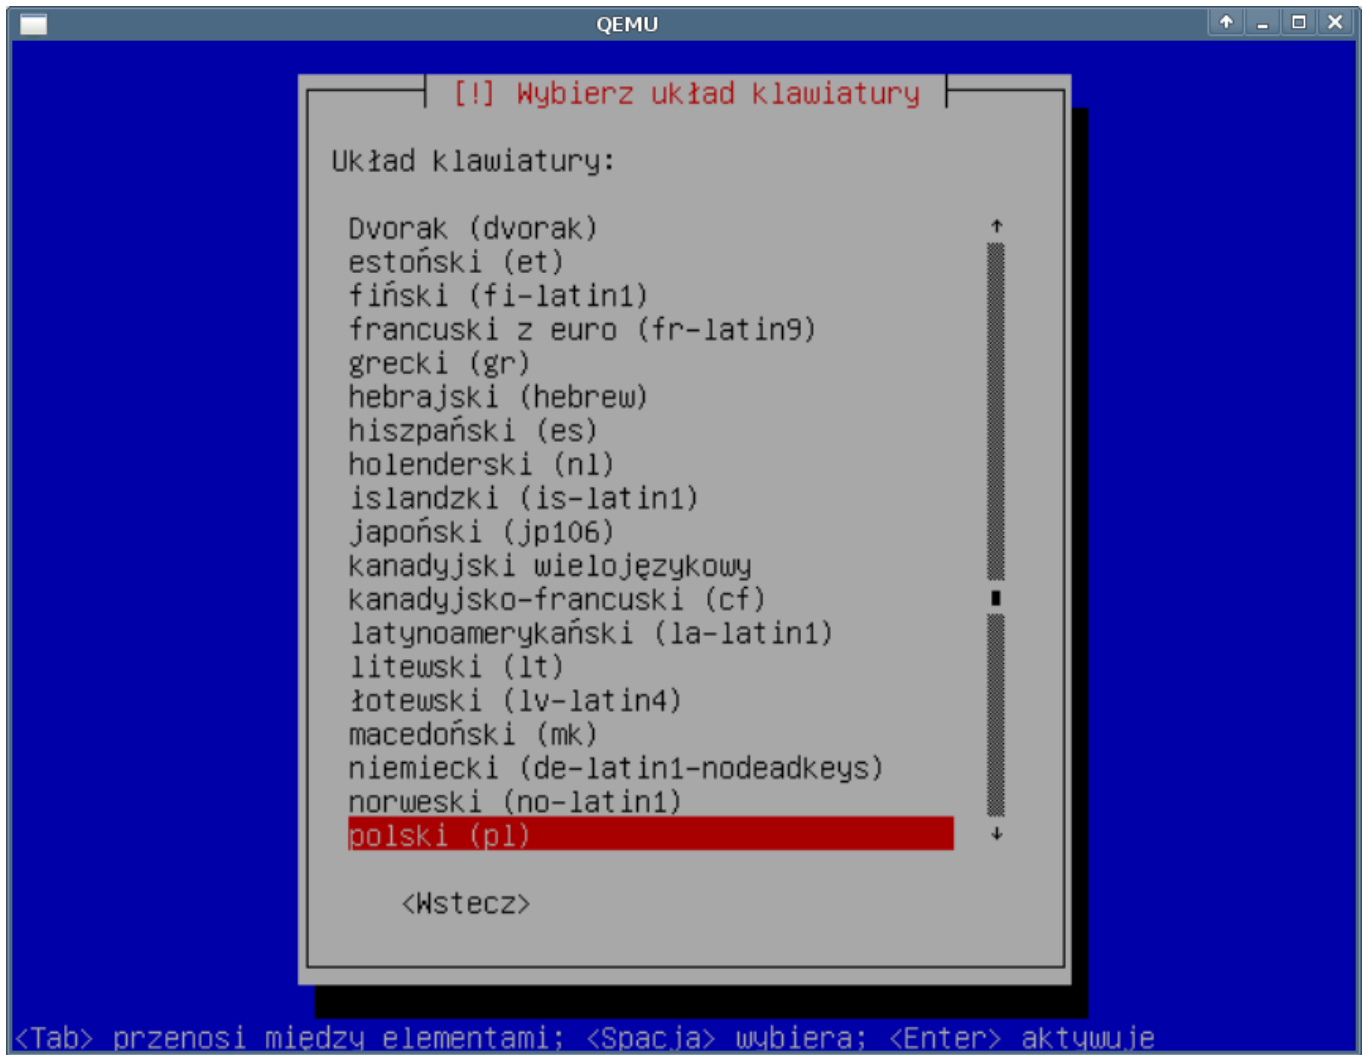 QEMU
[!] Wybierz układ klawiatury
Układ klawiatury:
Dvorak (dvorak)
estoński (et)
fiński (fi-latin1)
francuski z euro (fr-latin9)
grecki (gr)
hebrajski (hebrew)
hiszpański (es)
holenderski (nl)
islandzki (is-latin1)
japoński (jp106)
kanadyjski wielojęzykowy
kanadyjsko-francuski (cf)
latynoamerykański (la-latin1)
litewski (lt)
łotewski (lv-latin4)
macedoński (mk)
niemiecki (de-latin1-nodeadkeys)
norweski (no-latin1)
polski (pl)
<Wstecz>
<Tab> przenosi między elementami; <Spacja> wybiera; <Enter> aktywuje